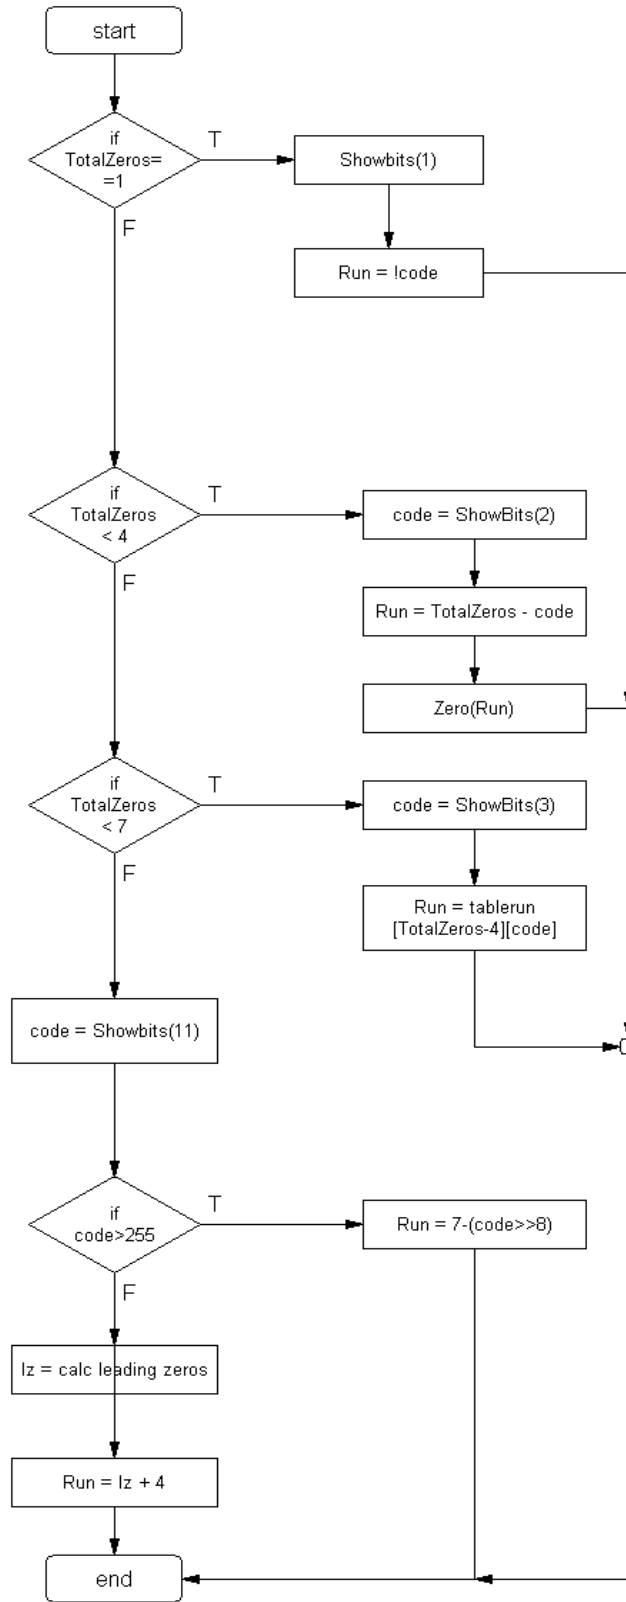 start
if
TotalZeros=
=1
T
Showbits(1)
F
Run = !code
if
TotalZeros
< 4
T
code = ShowBits(2)
F
Run = TotalZeros - code
Zero(Run)
if
TotalZeros
< 7
T
code = ShowBits(3)
F
Run = tablerun
[TotalZeros-4][code]
code = Showbits(11)
if
code>255
T
Run = 7-(code>>8)
F
lz = calc leading zeros
Run = lz + 4
end